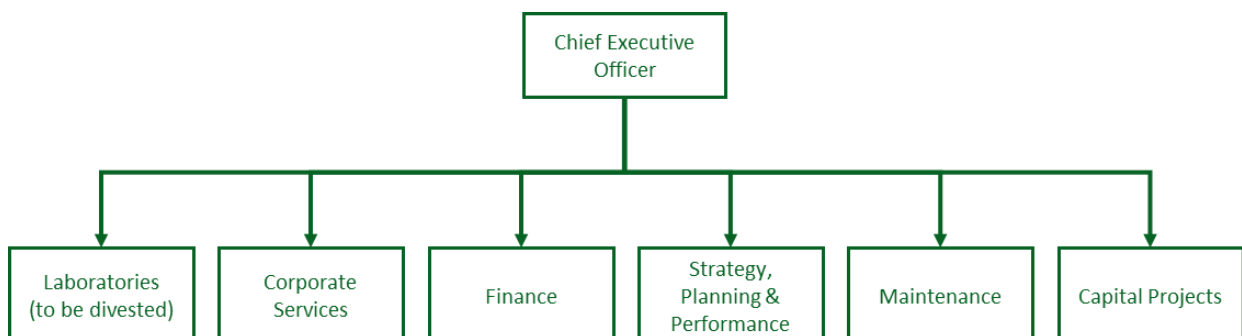 Chief Executive
Officer
Laboratories
(to be divested)
Corporate
Services
Finance
Strategy,
Planning &
Performance
Maintenance
Capital Projects